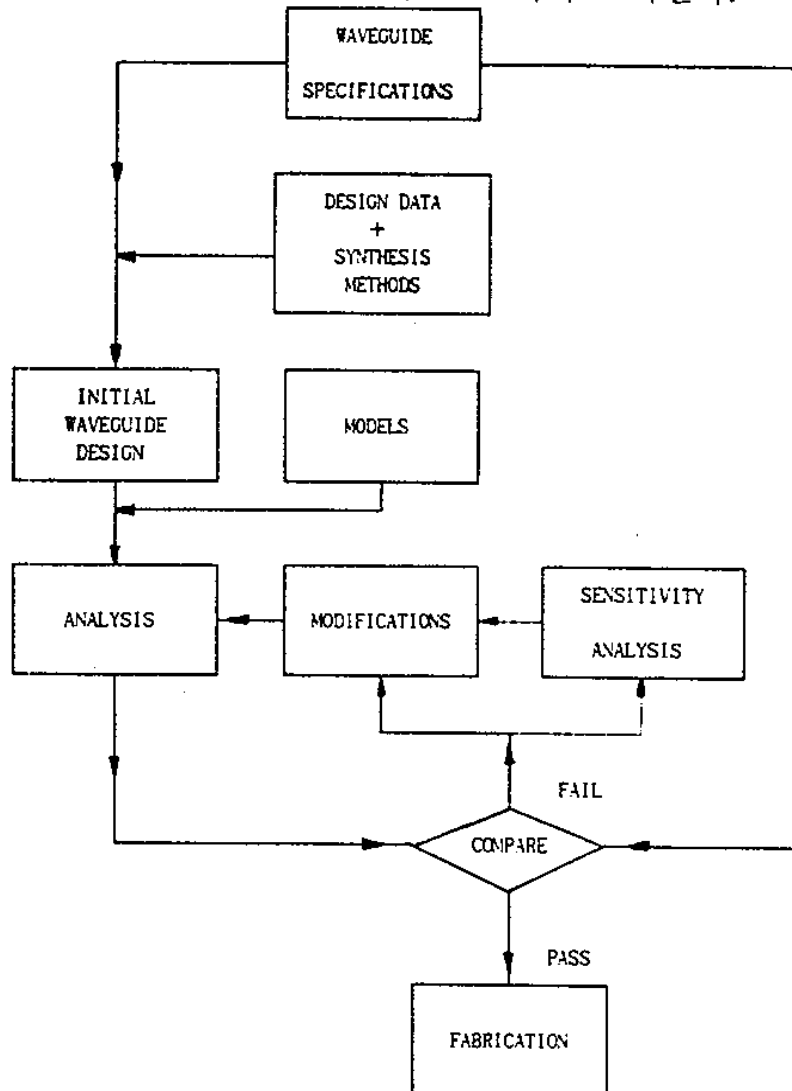 WAVEGUIDE
SPECIFICATIONS
DESIGN DATA
+
SYNTHESIS
METHODS
INITIAL
WAVEGUIDE
DESIGN
MODELS
ANALYSIS
MODIFICATIONS
SENSITIVITY
ANALYSIS
FAIL
COMPARE
PASS
FABRICATION